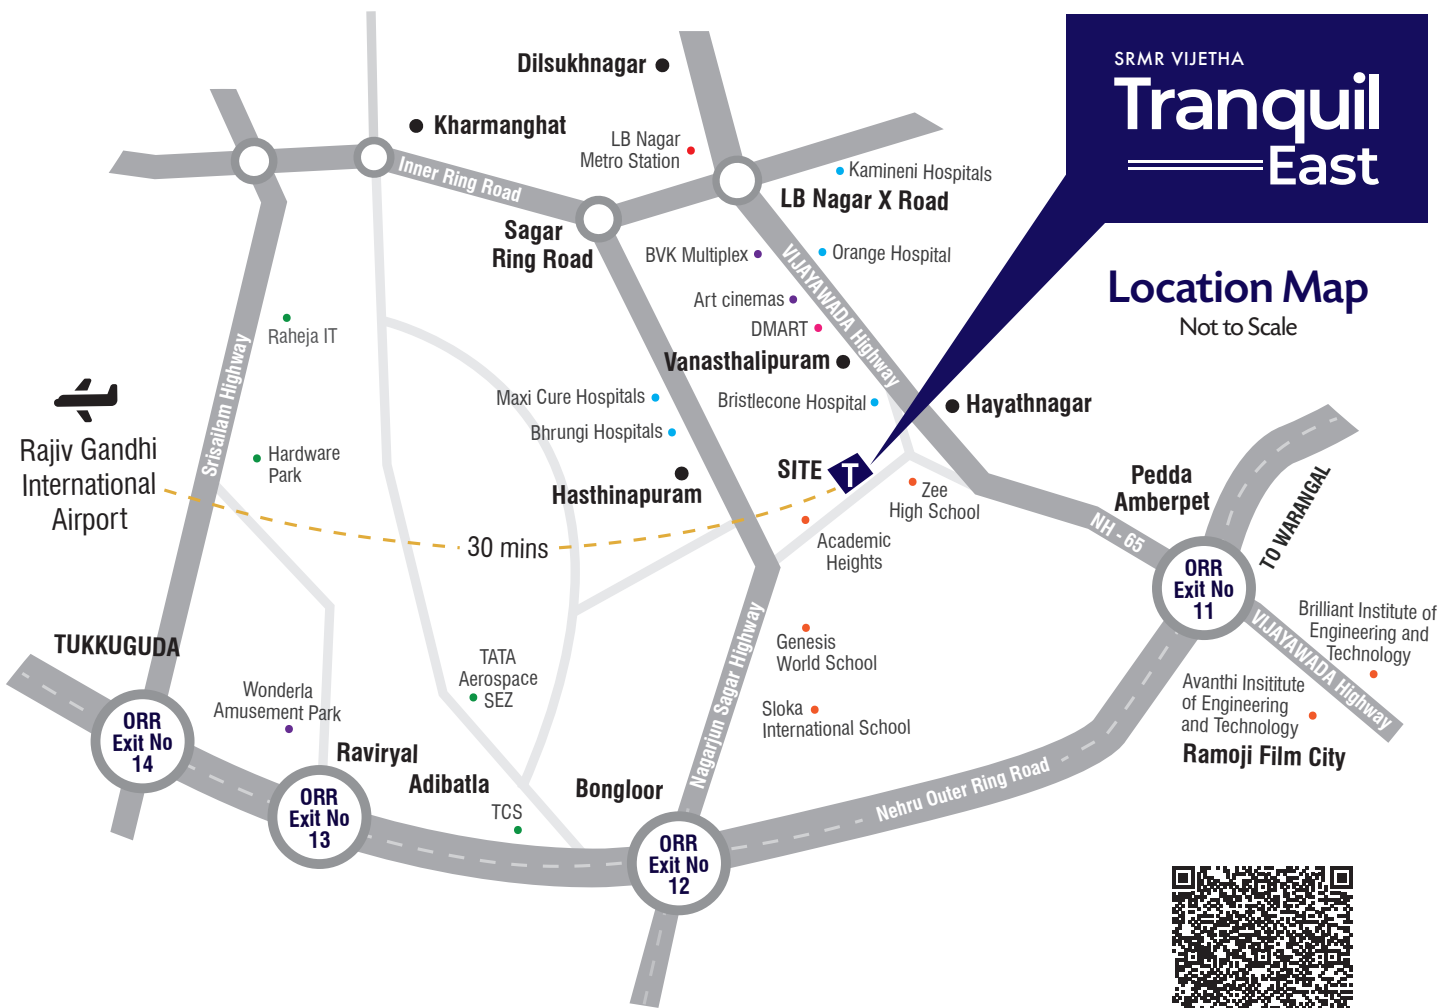 SRMR VIJETHA
Tranquil
East
Location Map
Not to Scale
Dilsukhnagar
Kharmanghat
LB Nagar
Metro Station
Inner Ring Road
Kamineni Hospitals
LB Nagar X Road
Sagar
Ring Road
BVK Multiplex
Orange Hospital
Art cinemas
DMART
VIJAYAWADA Highway
Vanasthalipuram
Raheja IT
Srisailam Highway
Maxi Cure Hospitals
Bristlecone Hospital
Hayathnagar
Bhrungi Hospitals
Rajiv Gandhi
International
Airport
Hardware
Park
Hasthinapuram
SITE
T
Zee
High School
Pedda
Amberpet
TO WARANGAL
NH - 65
30 mins
Academic
Heights
ORR
Exit No
11
VIJAYAWADA Highway
Brilliant Institute of
Engineering and
Technology
Genesis
World School
Nagarjun Sagar Highway
TUKKUGUDA
TATA
Aerospace
SEZ
Wonderla
Amusement Park
Sloka
International School
Avanthi Insititute
of Engineering
and Technology
Ramoji Film City
ORR
Exit No
14
Raviryal
Adibatla
Bongloor
Nehru Outer Ring Road
ORR
Exit No
13
TCS
ORR
Exit No
12